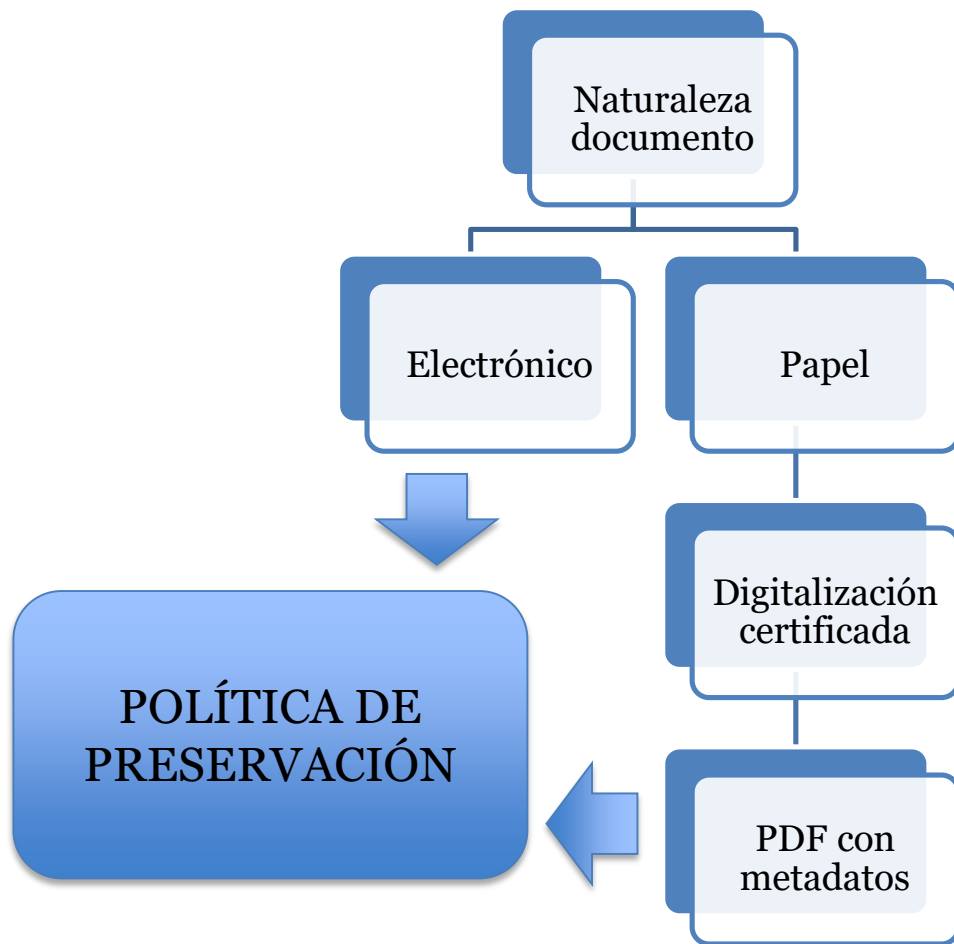 Naturaleza
documento
Electrónico
Papel
Digitalización
certificada
POLÍTICA DE
PRESERVACIÓN
PDF con
metadatos